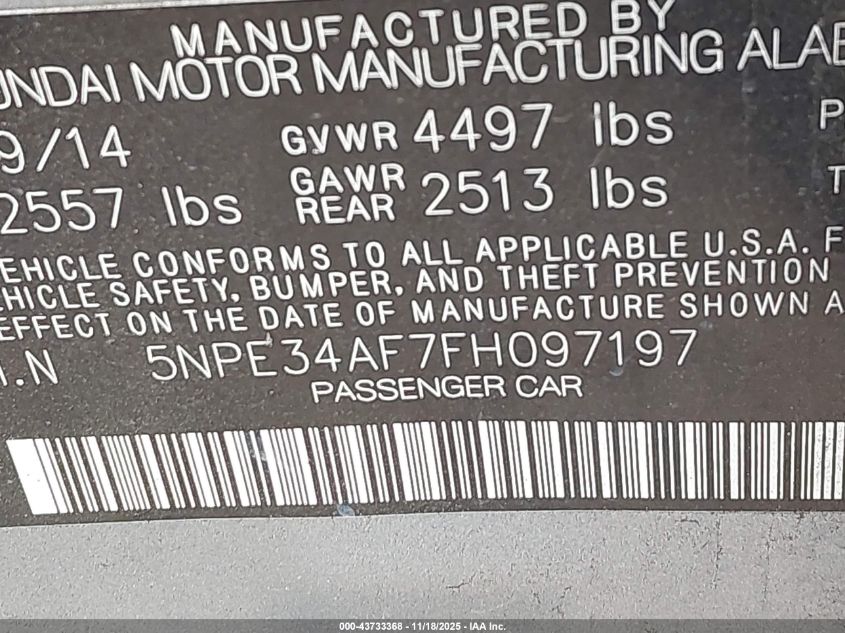 MANUFACTURED BY
UNDAI MOTOR MANUFACTURING ALAB
9/14 GVWR 4497 lbs P
2557 lbs GAWR REAR 2513 lbs T
EHICLE CONFORMS TO ALL APPLICABLE U.S.A. F
EHICLE SAFETY, BUMPER, AND THEFT PREVENTION
EFFECT ON THE DATE OF MANUFACTURE SHOWN A
I.N 5NPE34AF7FH097197
PASSENGER CAR
000-43733368 - 11/18/2025 - IAA Inc.